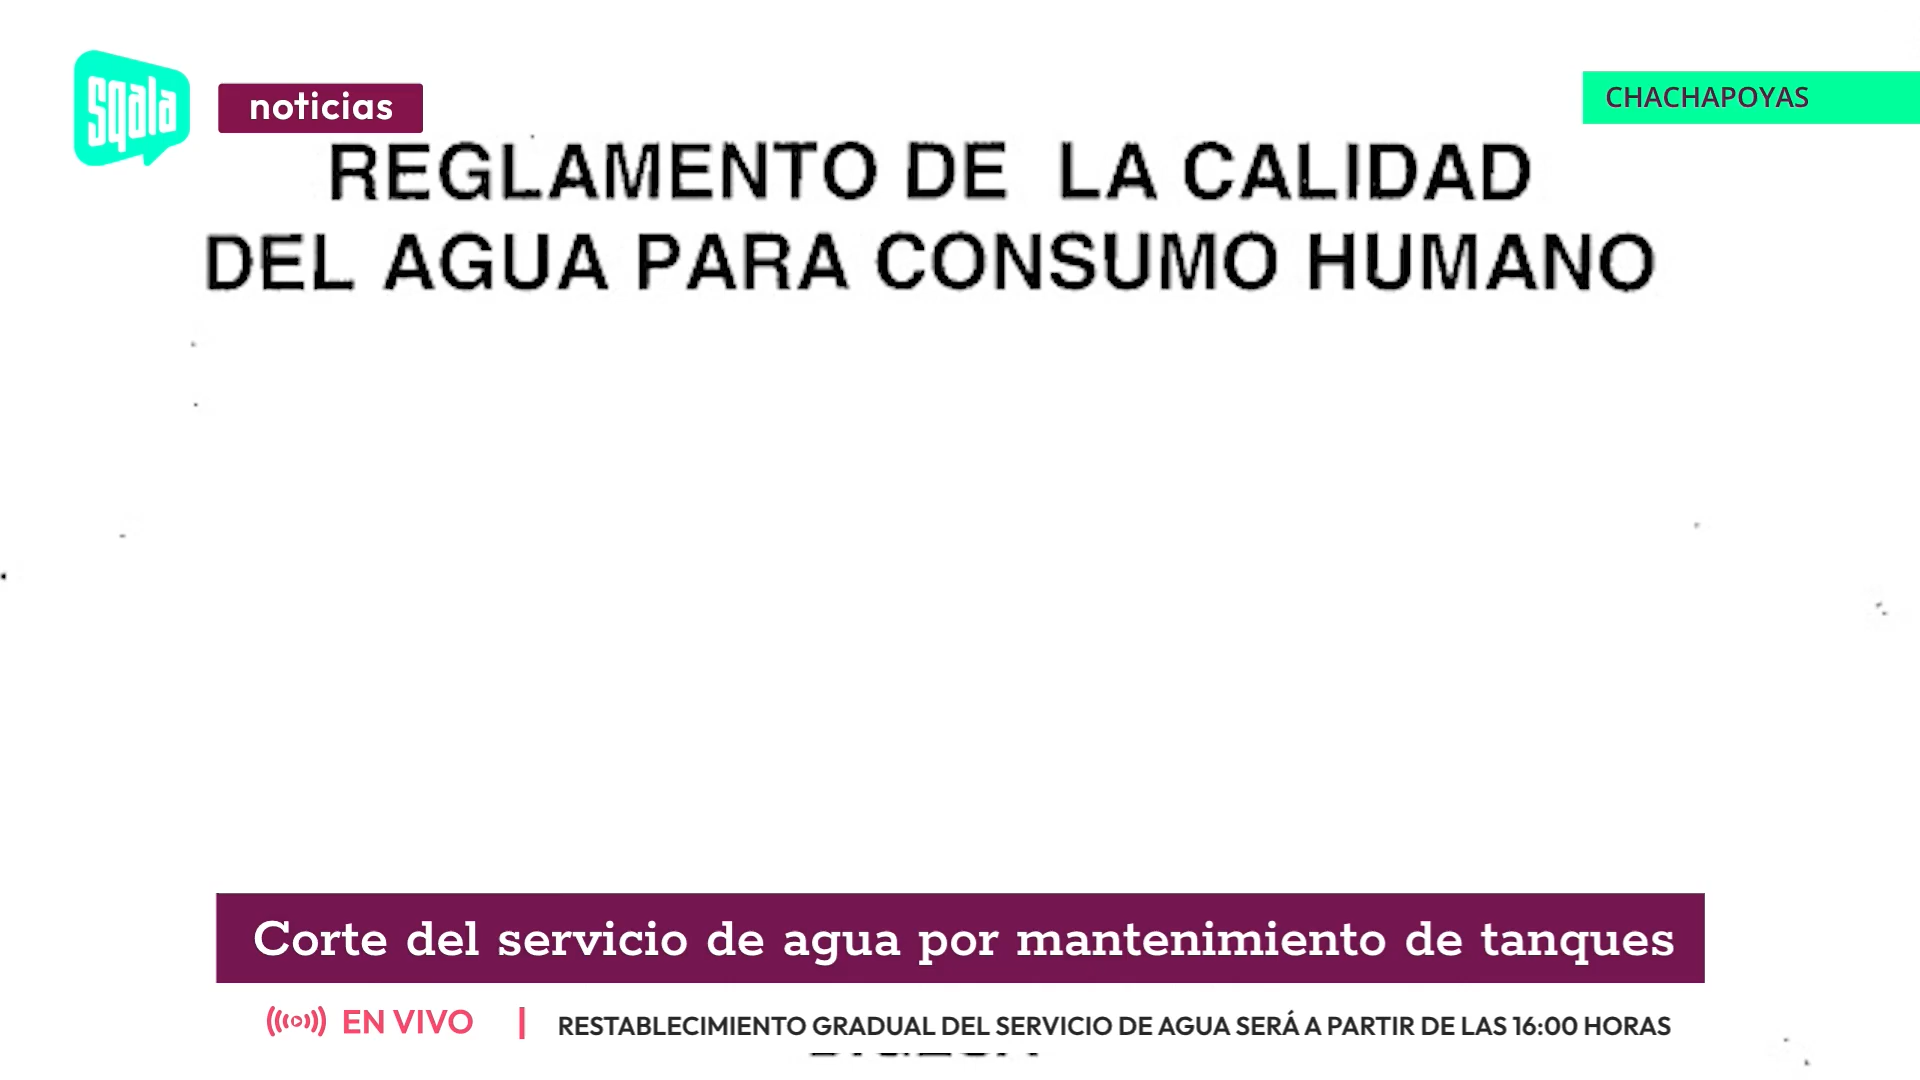 sqala
noticias
CHACHAPOYAS
REGLAMENTO DE LA CALIDAD
DEL AGUA PARA CONSUMO HUMANO
Corte del servicio de agua por mantenimiento de tanques
EN VIVO
RESTABLECIMIENTO GRADUAL DEL SERVICIO DE AGUA SERÁ A PARTIR DE LAS 16:00 HORAS